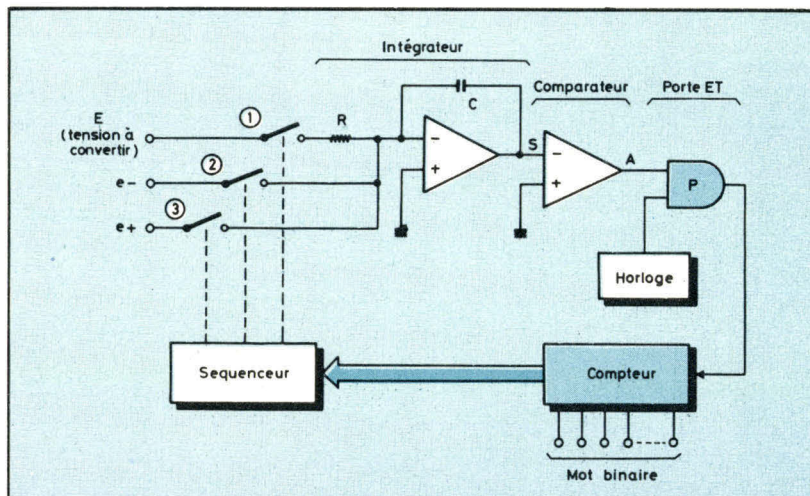 Intégrateur
Comparateur
Porte ET
E
(tension à
convertir)
①
R
C
②
e-
③
e+
-
+
S
-
+
A
P
Horloge
Sequenceur
Compteur
Mot binaire